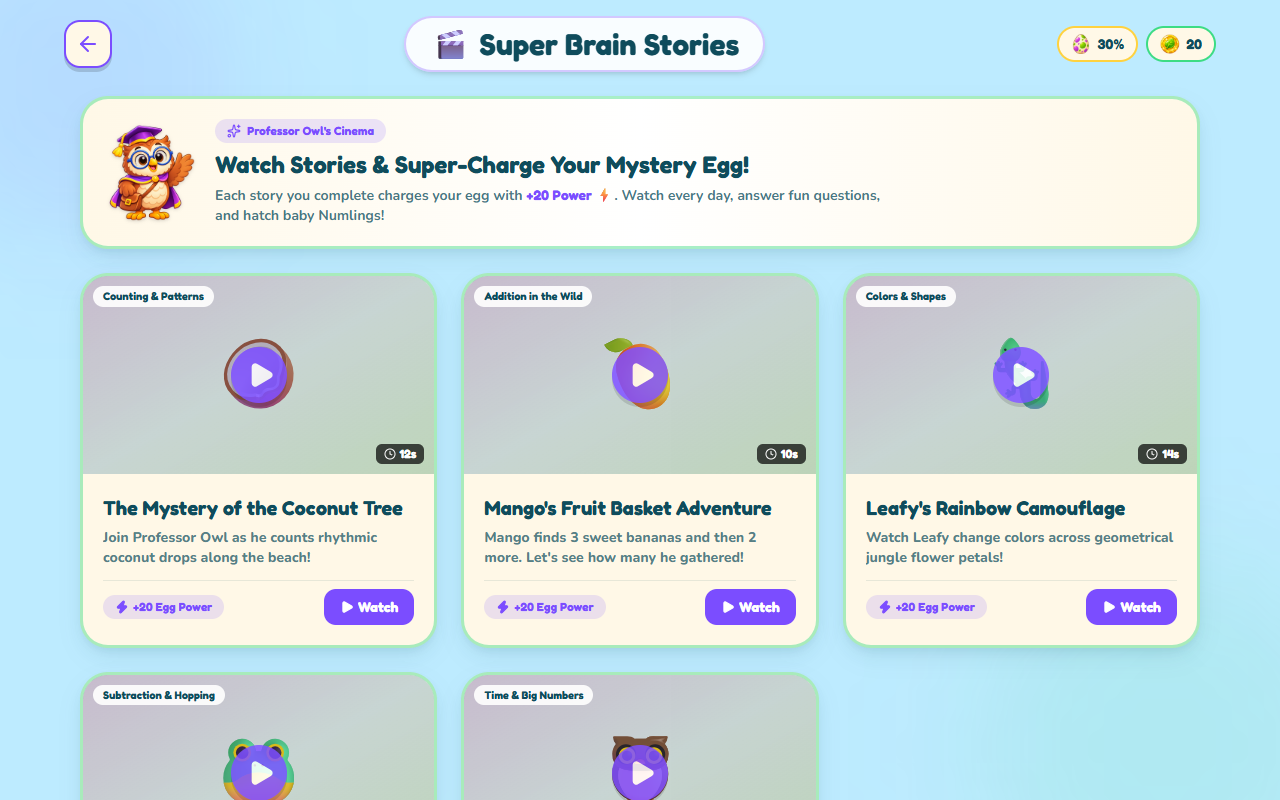 Super Brain Stories
30%
20
Professor Owl's Cinema
Watch Stories & Super-Charge Your Mystery Egg!
Each story you complete charges your egg with +20 Power ⚡. Watch every day, answer fun questions,
and hatch baby Numlings!
Counting & Patterns
12s
The Mystery of the Coconut Tree
Join Professor Owl as he counts rhythmic
coconut drops along the beach!
+20 Egg Power
Watch
Addition in the Wild
10s
Mango's Fruit Basket Adventure
Mango finds 3 sweet bananas and then 2
more. Let's see how many he gathered!
+20 Egg Power
Watch
Colors & Shapes
14s
Leafy's Rainbow Camouflage
Watch Leafy change colors across geometrical
jungle flower petals!
+20 Egg Power
Watch
Subtraction & Hopping
Time & Big Numbers